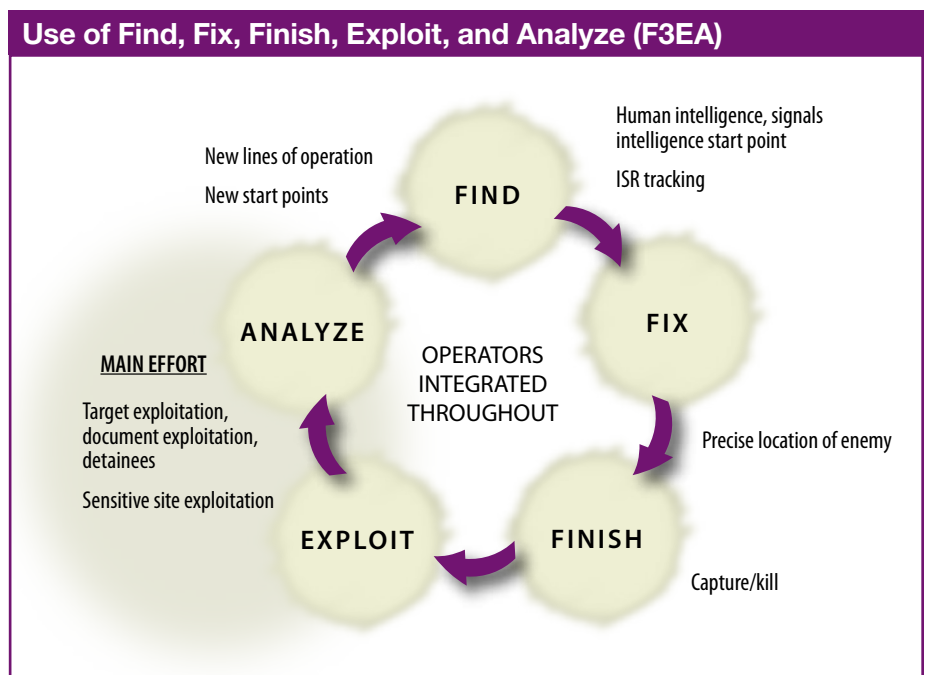 Use of Find, Fix, Finish, Exploit, and Analyze (F3EA)
Human intelligence, signals
intelligence start point
ISR tracking
New lines of operation
New start points
FIND
FIX
ANALYZE
OPERATORS
INTEGRATED
THROUGHOUT
MAIN EFFORT
Target exploitation,
document exploitation,
detainees
Sensitive site exploitation
Precise location of enemy
EXPLOIT
FINISH
Capture/kill